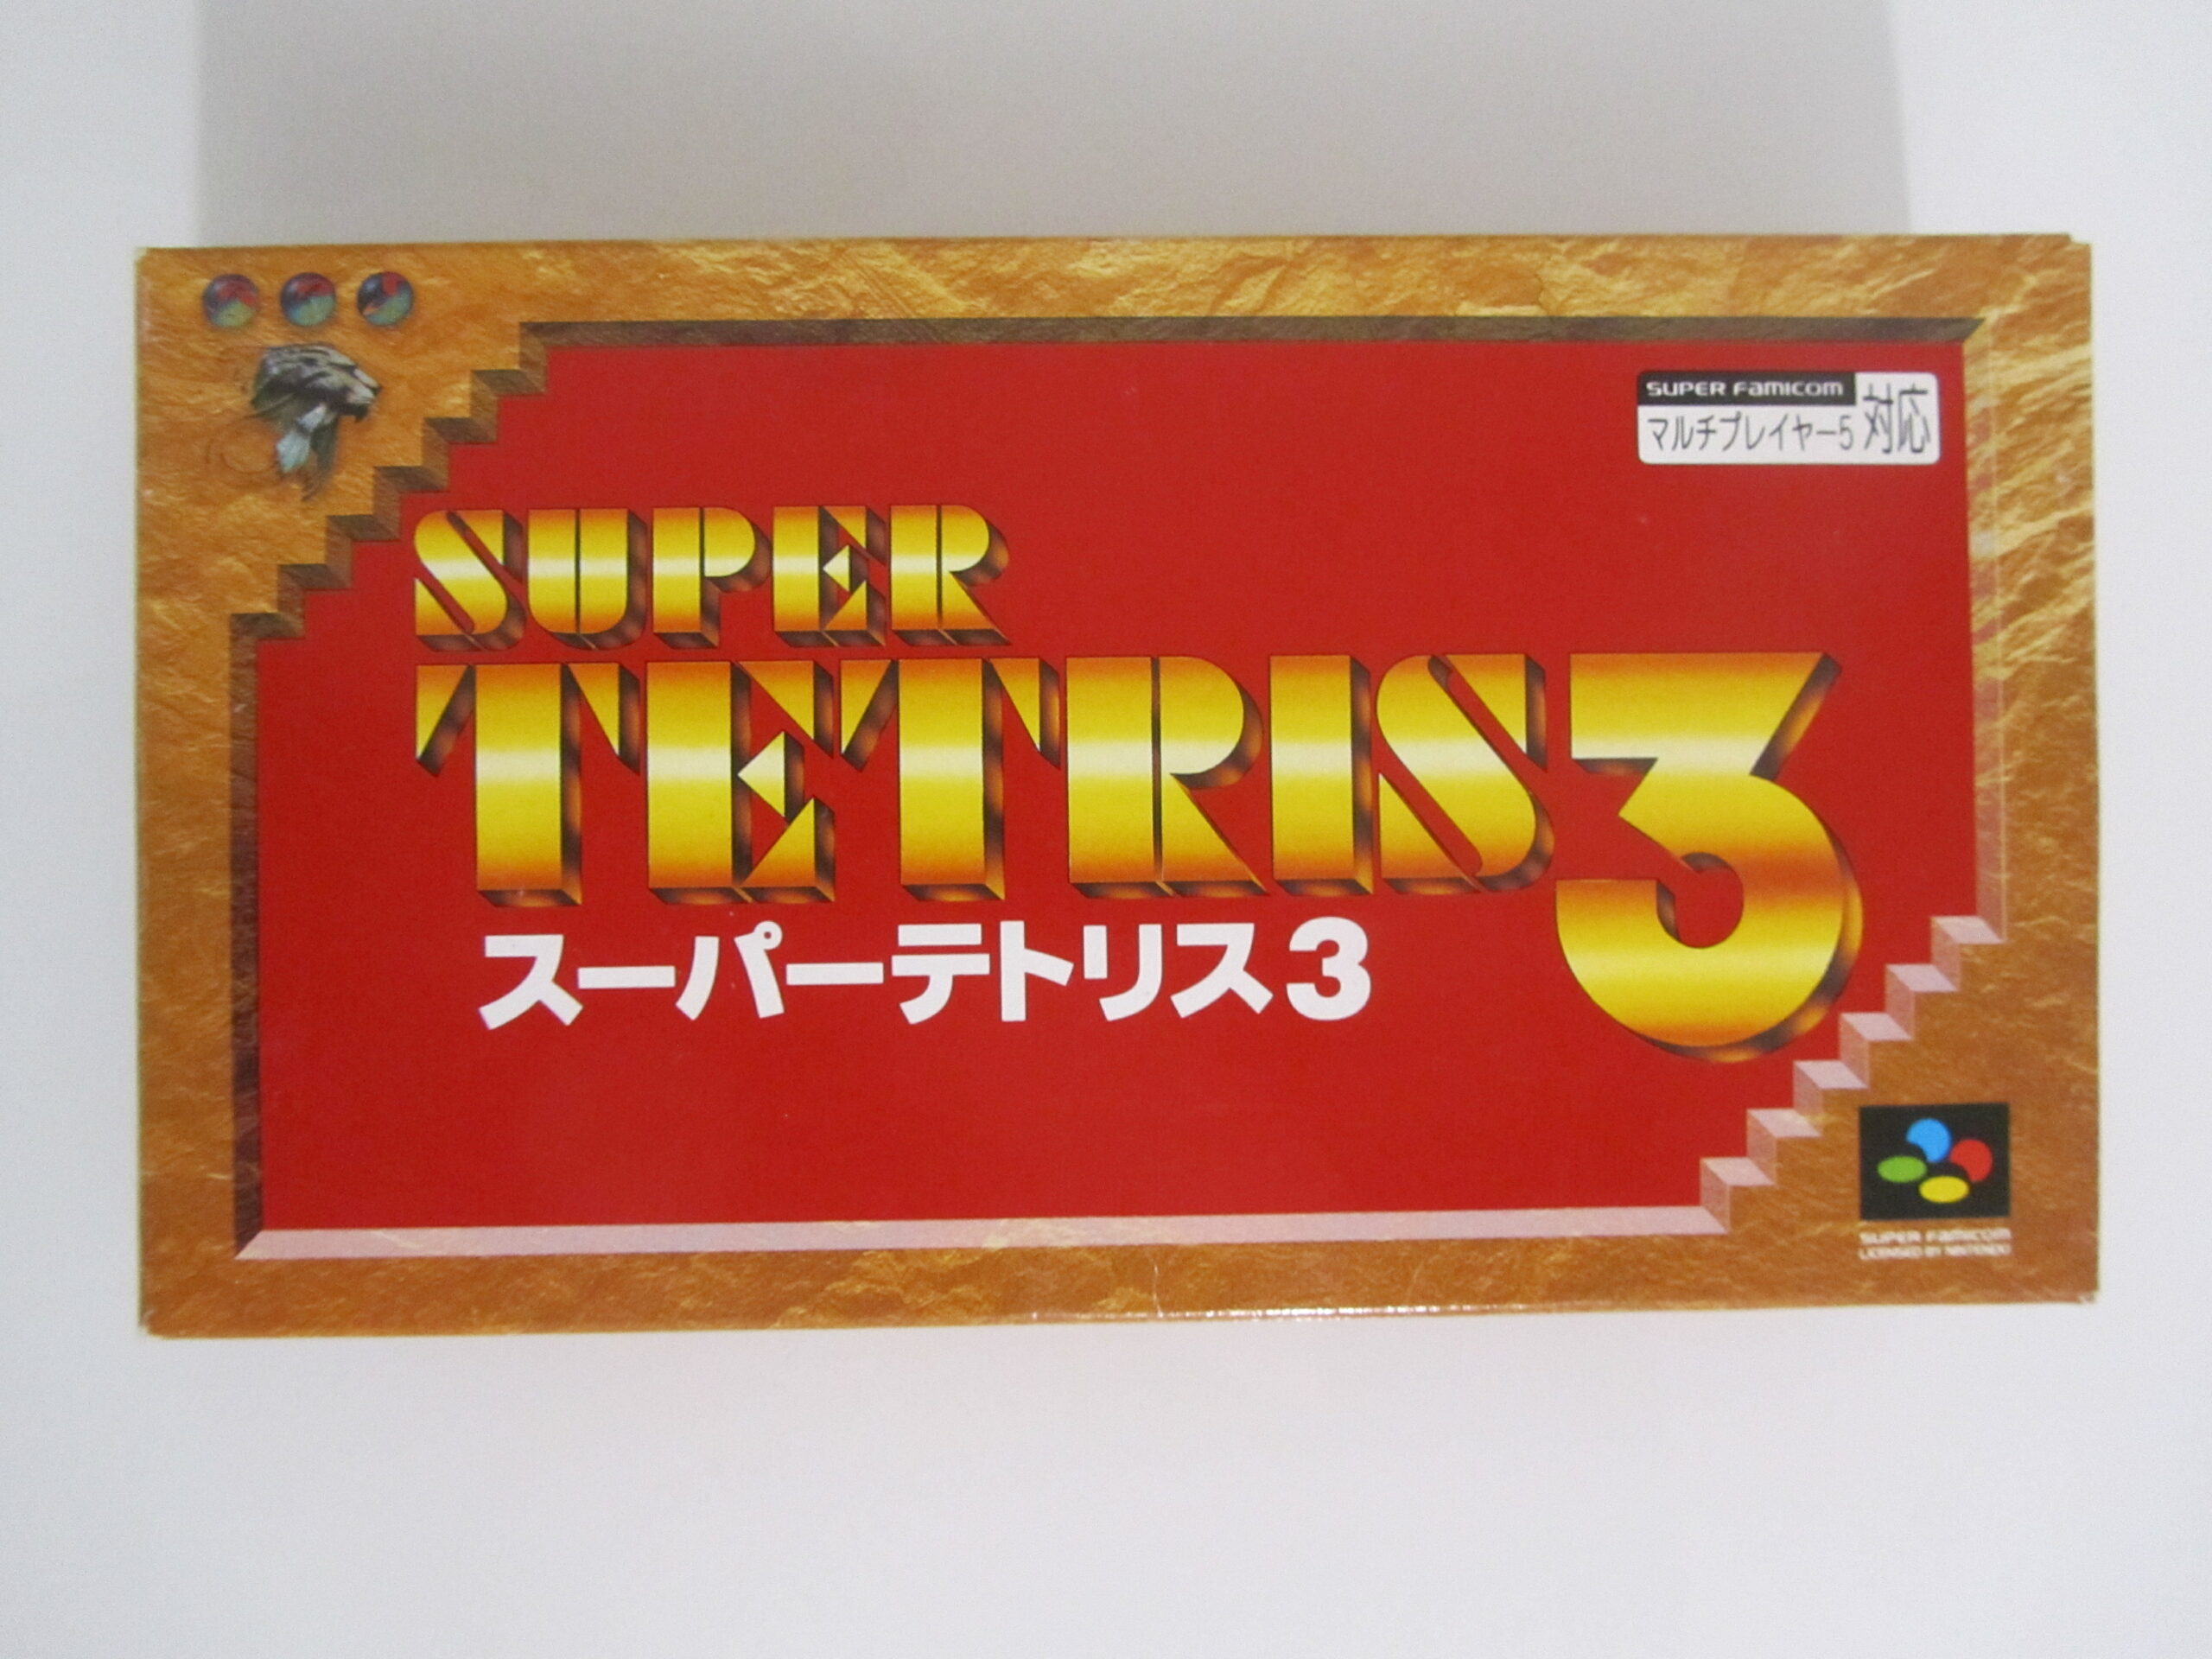 SUPER FAMICOM
マルチプレイヤー5 対応
SUPER
TETRIS 3
スーパーテトリス3
SUPER FAMICOM
LICENSED BY NINTENDO